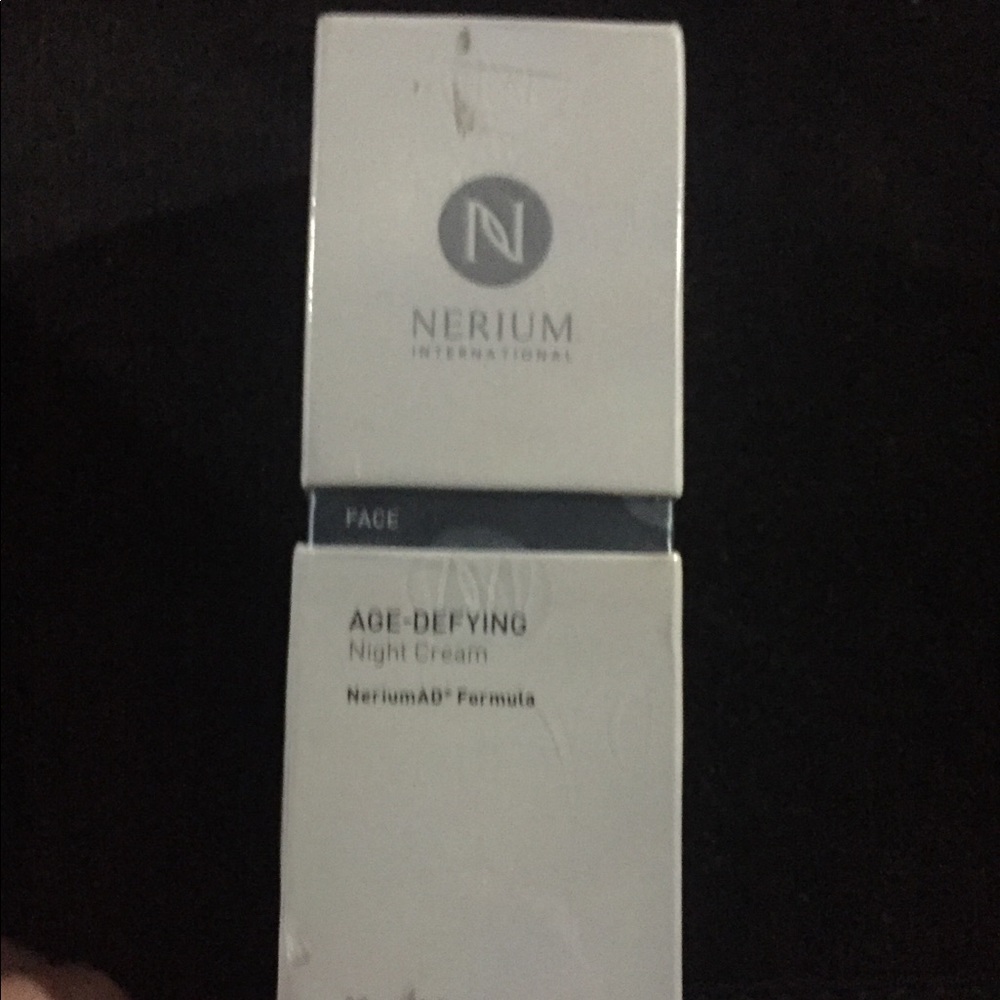 N
NERIUM
INTERNATIONAL
FACE
AGE-DEFYING
Night Cream
NeriumAD® Formula